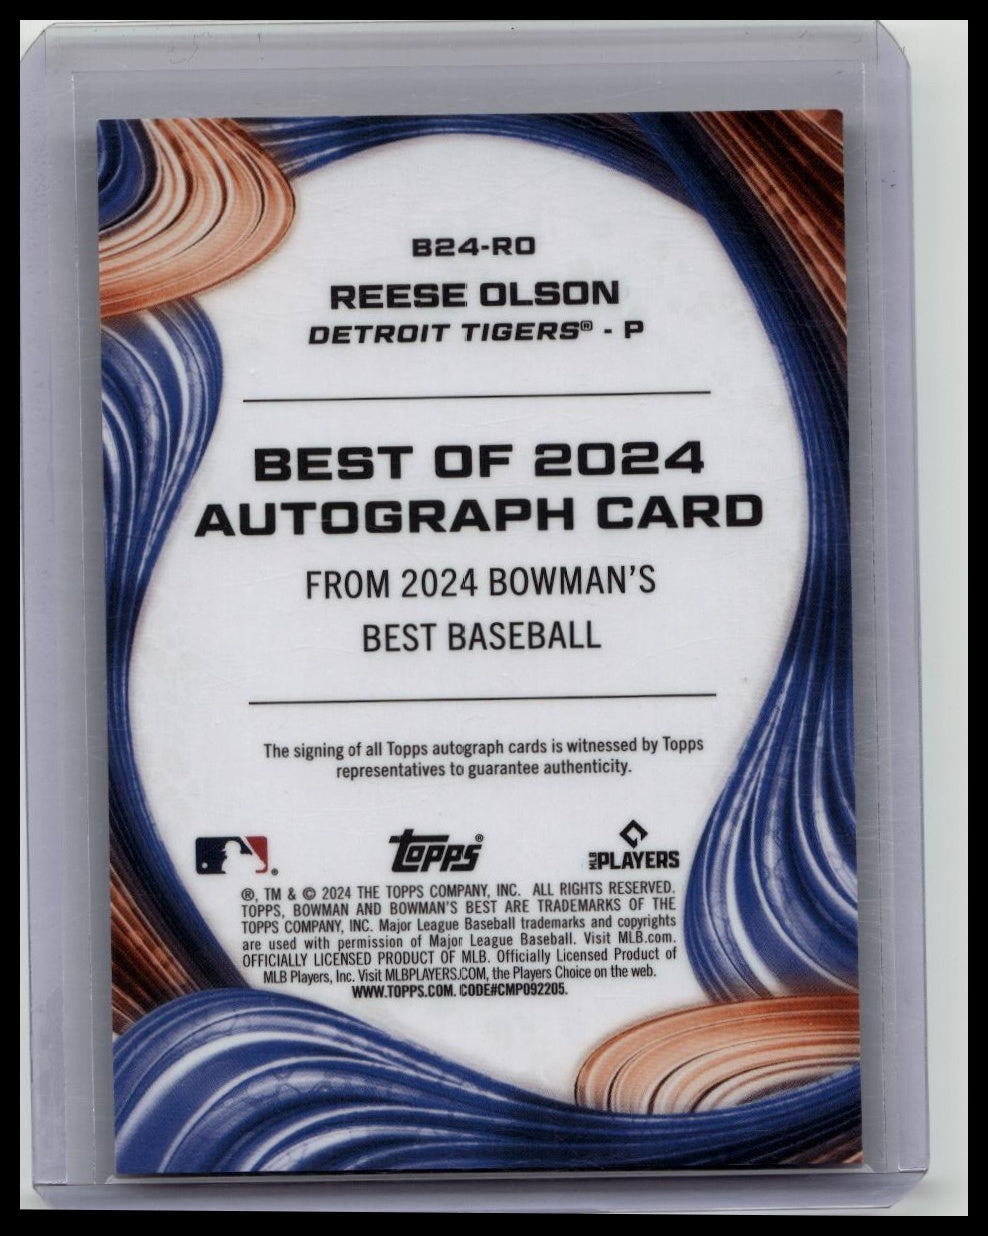 B24-RO
REESE OLSON
DETROIT TIGERS® - P
BEST OF 2024
AUTOGRAPH CARD
FROM 2024 BOWMAN'S
BEST BASEBALL
The signing of all Topps autograph cards is witnessed by Topps
representatives to guarantee authenticity.
® Topps® MLB PLAYERS
®, TM & © 2024 THE TOPPS COMPANY, INC. ALL RIGHTS RESERVED.
TOPPS, BOWMAN AND BOWMAN'S BEST ARE TRADEMARKS OF THE
TOPPS COMPANY, INC. Major League Baseball trademarks and copyrights
are used with permission of Major League Baseball. Visit MLB.com.
OFFICIALLY LICENSED PRODUCT OF MLB. Officially Licensed Product of
MLB Players, Inc. Visit MLBPLAYERS.COM, the Players Choice on the web.
WWW.TOPPS.COM. CODE#CMP092205.